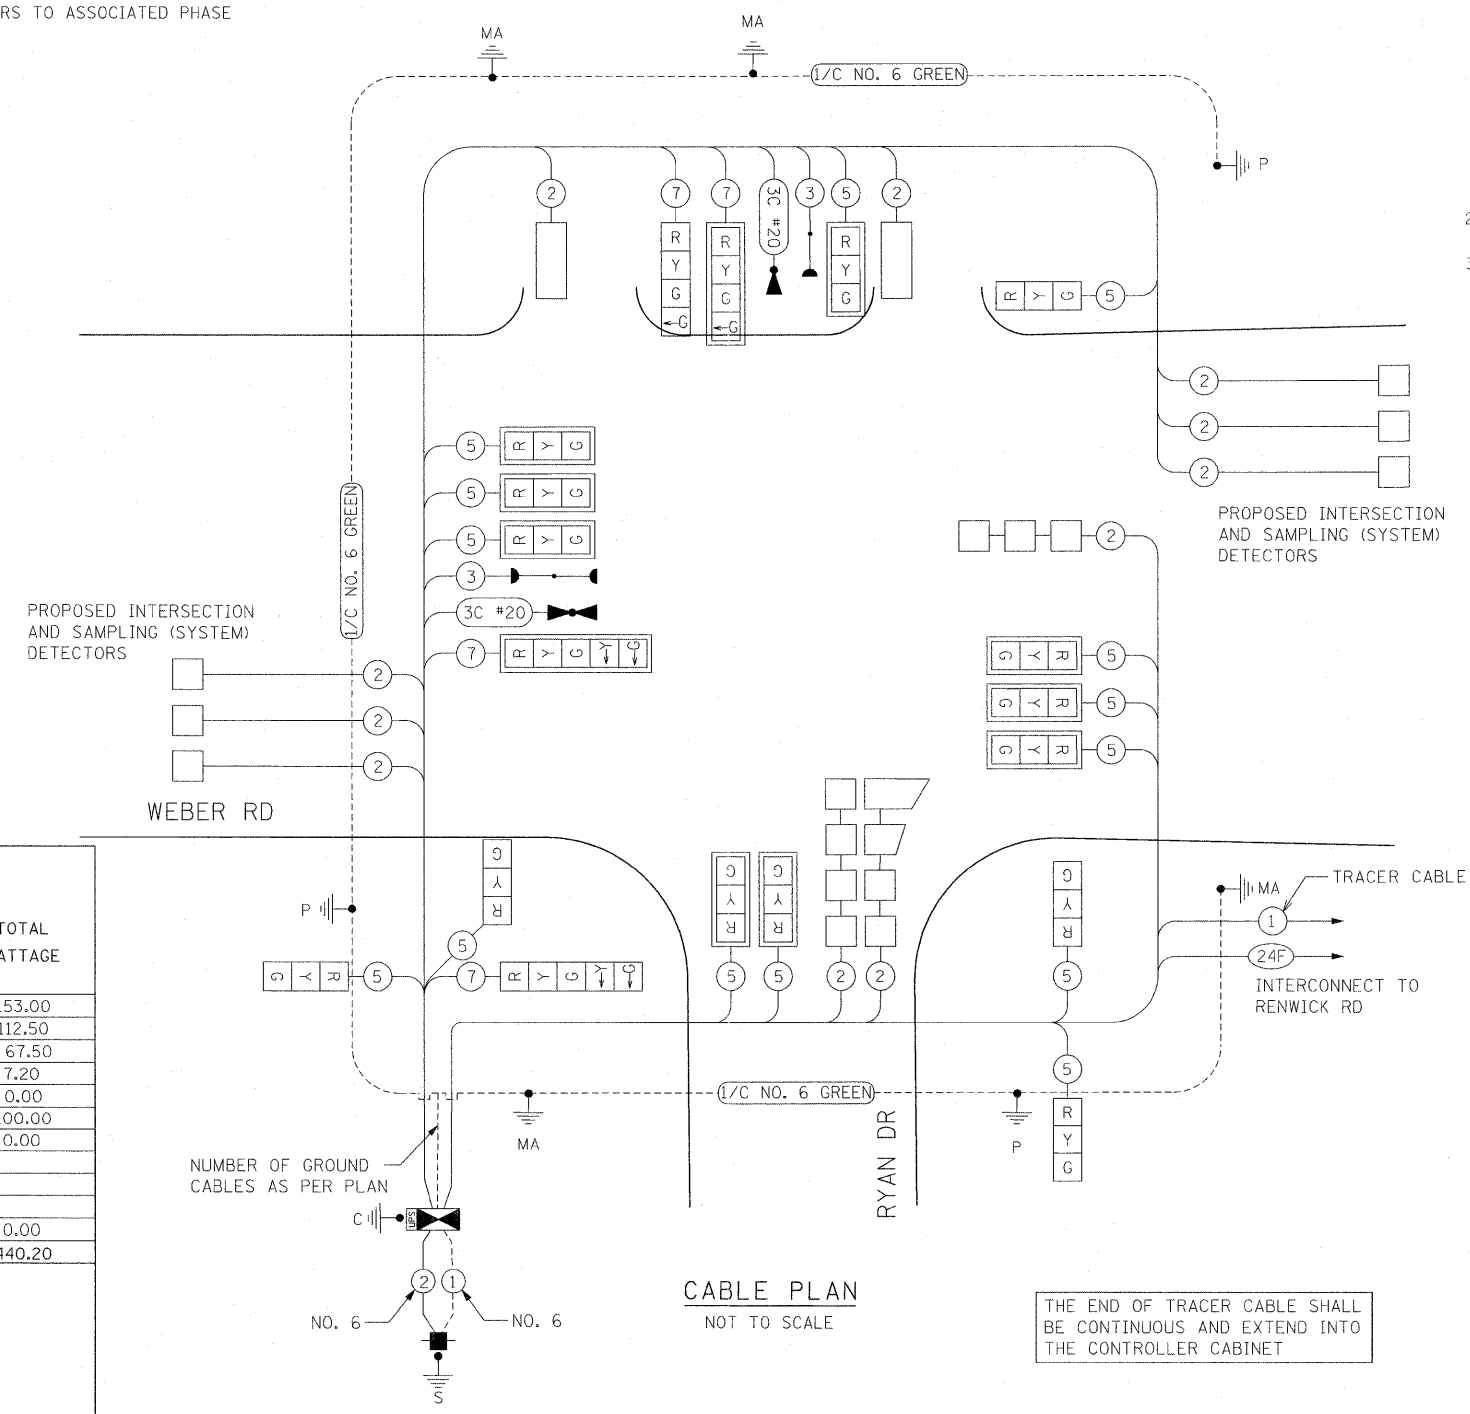 RS TO ASSOCIATED PHASE
MA
MA
1/C NO. 6 GREEN
P
2
7
7
3C #20
3
5
2
R Y G ←G
R Y G ←G
R Y G
R Y G
5
2
2
2
PROPOSED INTERSECTION
AND SAMPLING (SYSTEM)
DETECTORS
1/C NO. 6 GREEN
5
R Y G
5
R Y G
5
R Y G
3
3C #20
7
R Y G ←Y ←G
2
PROPOSED INTERSECTION
AND SAMPLING (SYSTEM)
DETECTORS
2
2
2
G Y R
5
G Y R
5
G Y R
5
WEBER RD
G Y R
5
P
G Y R
5
7
R Y G ←Y ←G
G Y R
G Y R
5
5
2
2
G Y R
5
MA
TRACER CABLE
1
24F
INTERCONNECT TO
RENWICK RD
5
R Y G
TOTAL
ATTAGE
153.00
112.50
67.50
7.20
0.00
00.00
0.00
0.00
440.20
1/C NO. 6 GREEN
MA
P
RYAN DR
NUMBER OF GROUND
CABLES AS PER PLAN
C
UPS
2
1
NO. 6
NO. 6
S
CABLE PLAN
NOT TO SCALE
THE END OF TRACER CABLE SHALL
BE CONTINUOUS AND EXTEND INTO
THE CONTROLLER CABINET